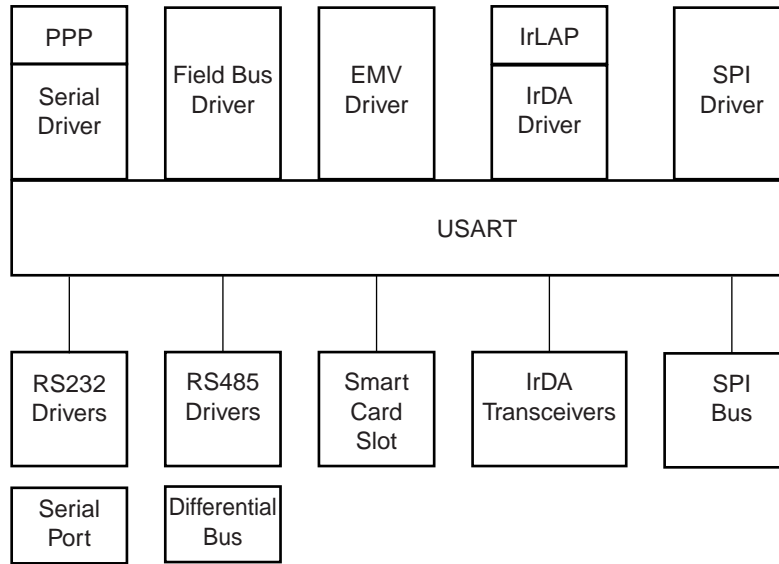 PPP
Serial
Driver
Field Bus
Driver
EMV
Driver
IrLAP
IrDA
Driver
SPI
Driver
USART
RS232
Drivers
RS485
Drivers
Smart
Card
Slot
IrDA
Transceivers
SPI
Bus
Serial
Port
Differential
Bus